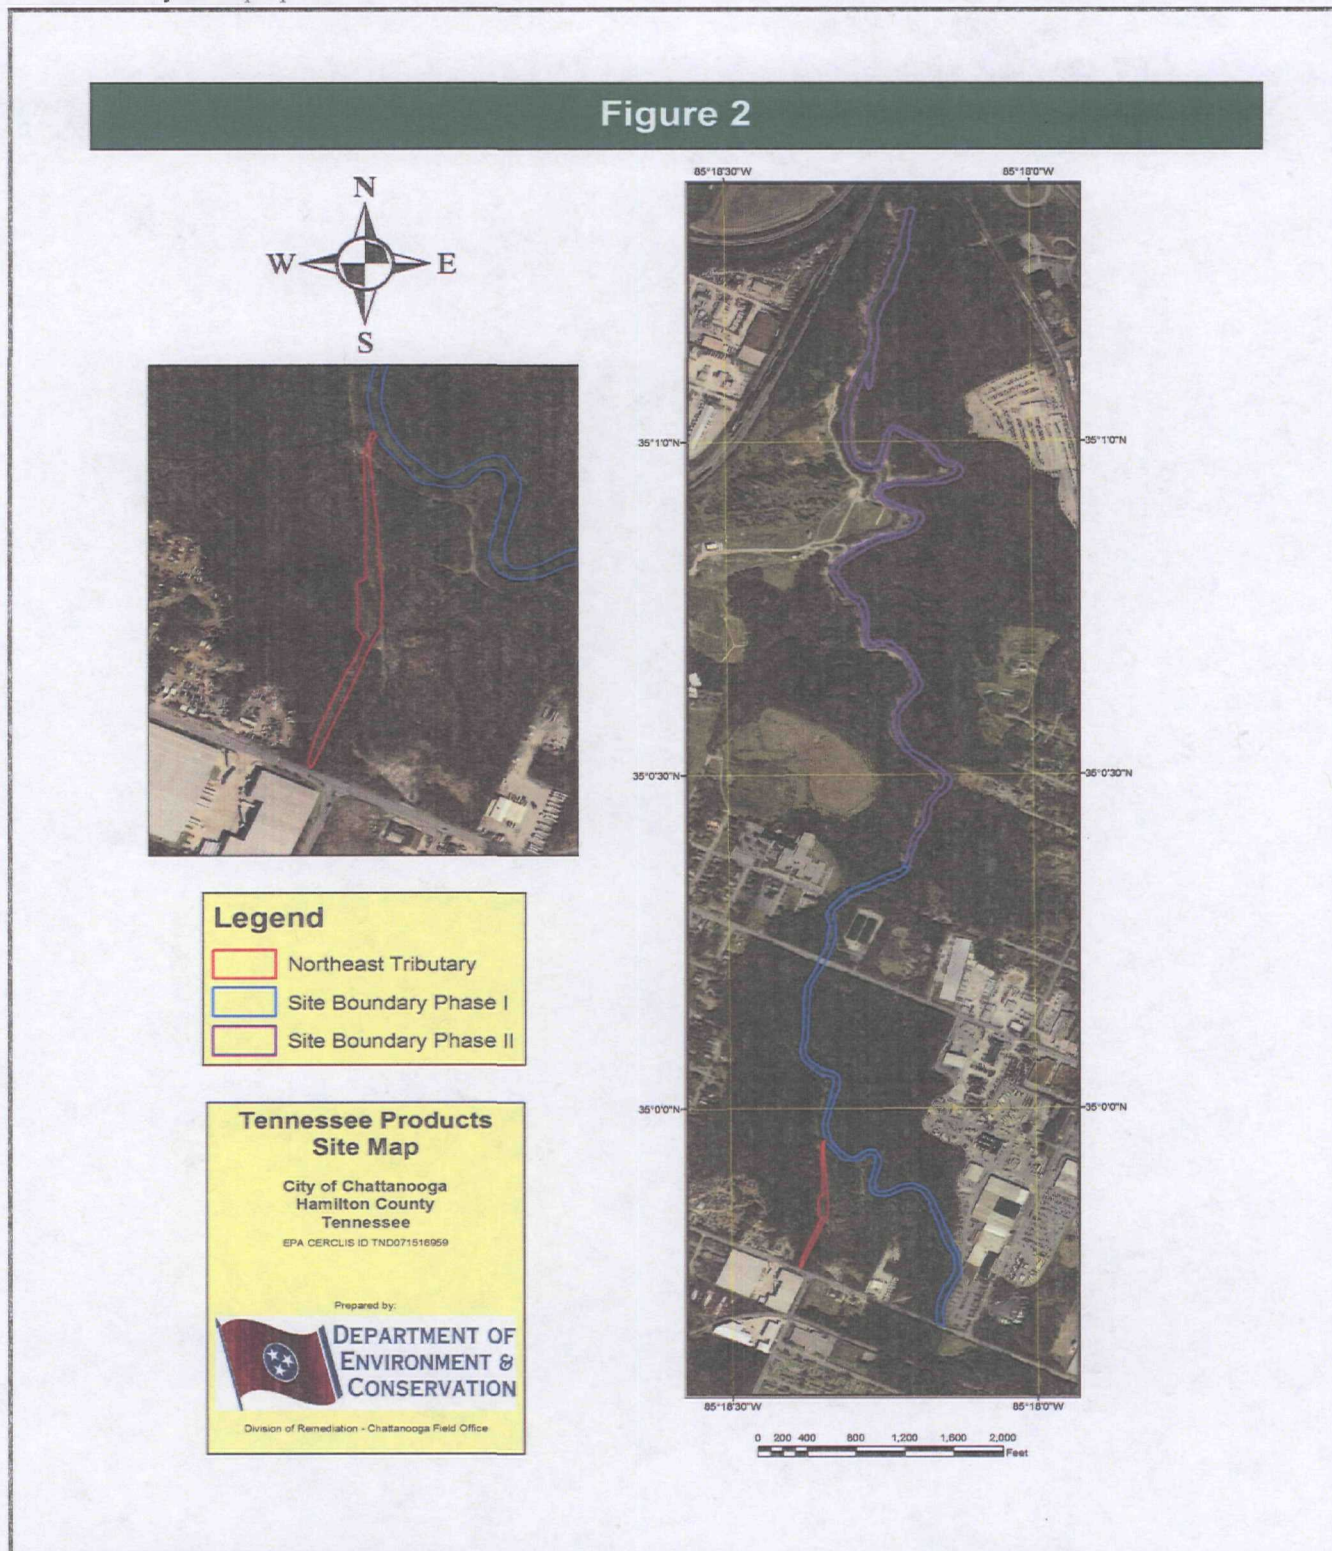 Figure 2
N
W E
S
85°18'30"W 85°18'0"W
35°1'0"N 35°1'0"N
35°0'30"N 35°0'30"N
35°0'0"N 35°0'0"N
85°18'30"W 85°18'0"W
0 200 400 800 1,200 1,600 2,000
Feet
Legend
Northeast Tributary
Site Boundary Phase I
Site Boundary Phase II
Tennessee Products
Site Map
City of Chattanooga
Hamilton County
Tennessee
EPA CERCLIS ID TND071516959
Prepared by:
DEPARTMENT OF
ENVIRONMENT &
CONSERVATION
Division of Remediation - Chattanooga Field Office